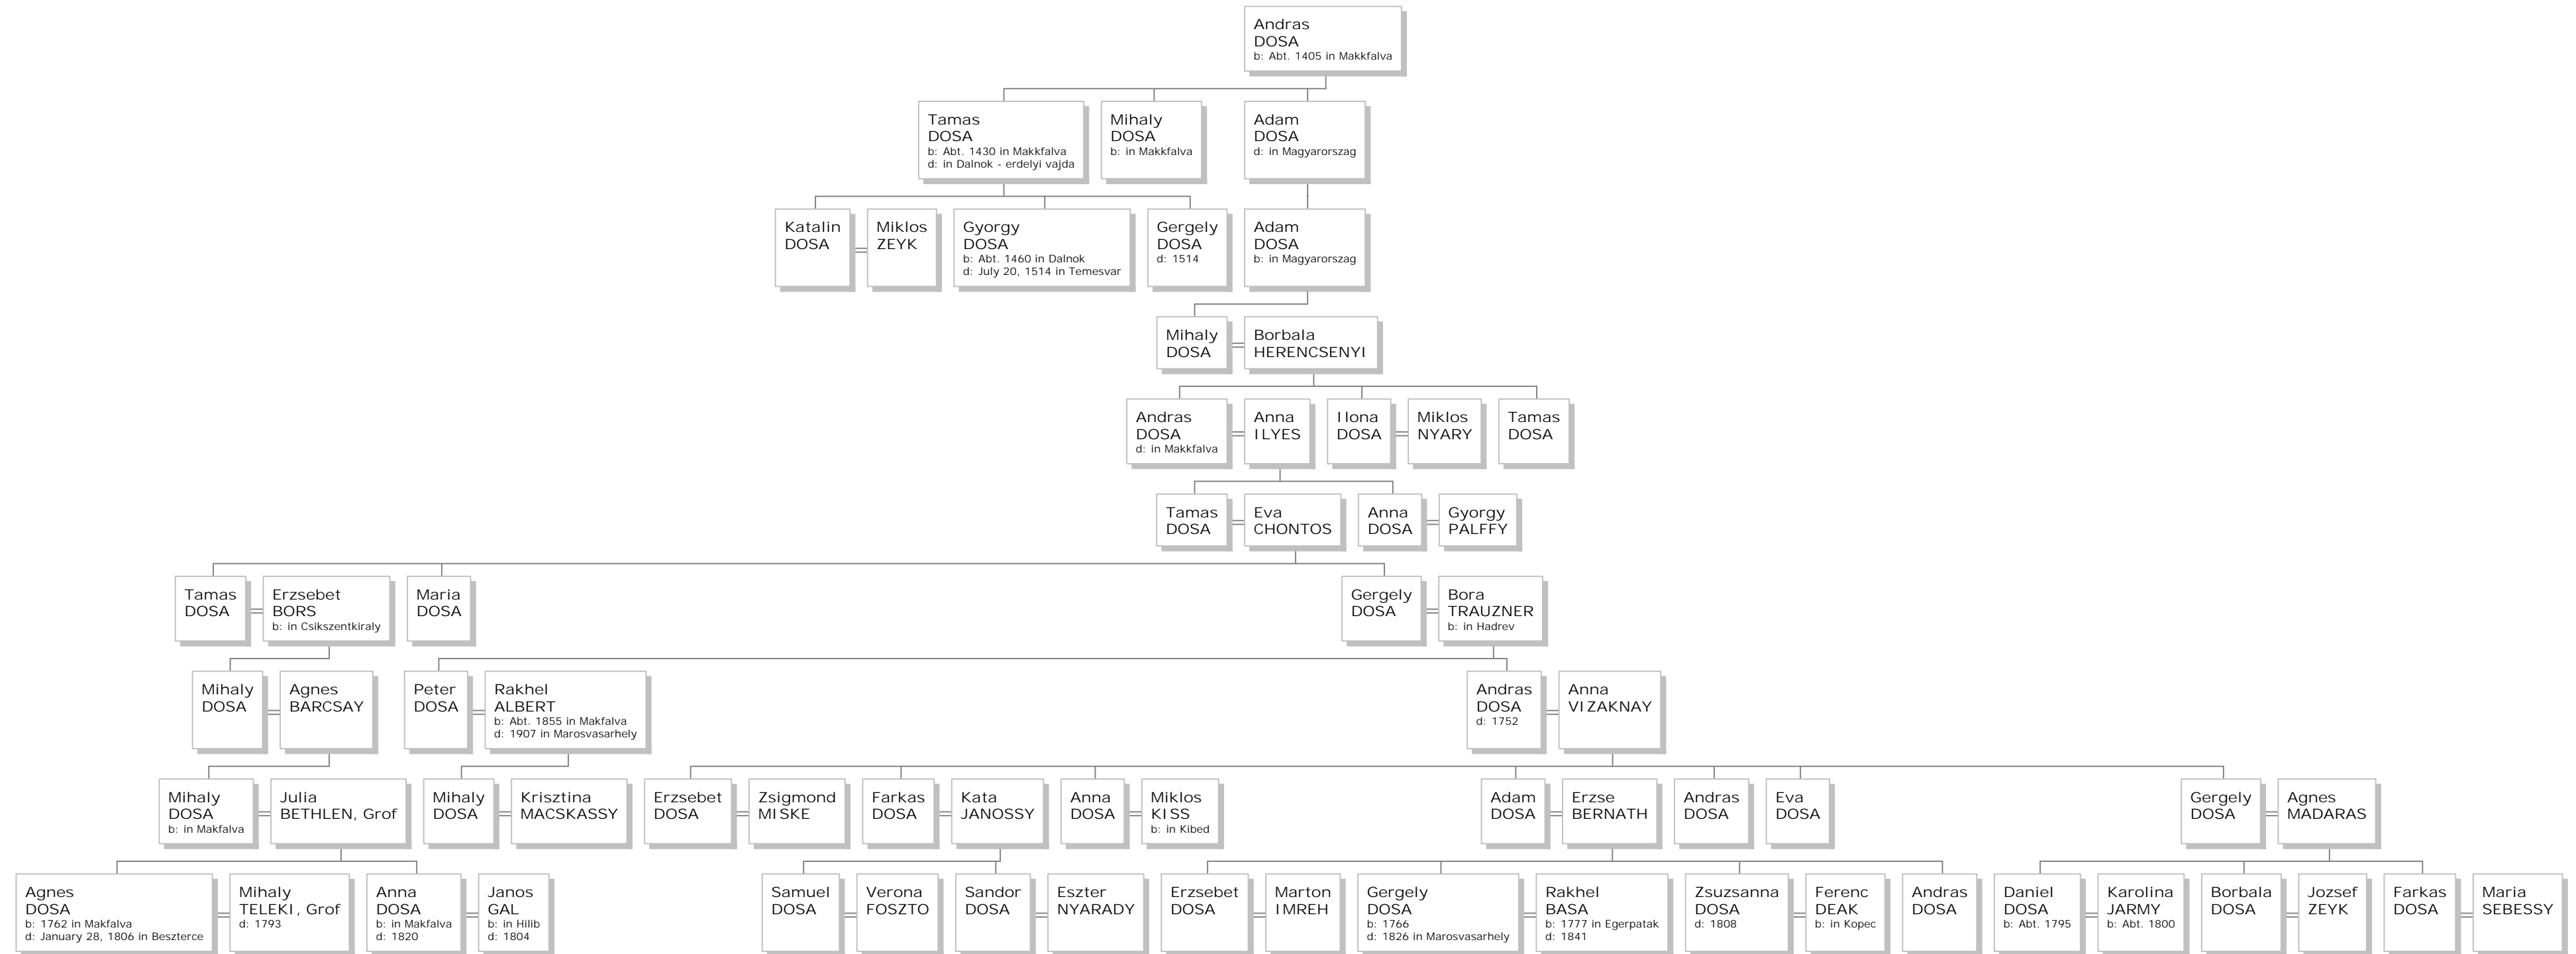 Andras
DOSA
b: Abt. 1405 in Makkfalva
Tamas
DOSA
b: Abt. 1430 in Makkfalva
d: in Dalnok - erdelyi vajda
Mihaly
DOSA
b: in Makkfalva
Adam
DOSA
d: in Magyarorszag
Katalin
DOSA
Miklos
ZEYK
Gyorgy
DOSA
b: Abt. 1460 in Dalnok
d: July 20, 1514 in Temesvar
Gergely
DOSA
d: 1514
Adam
DOSA
b: in Magyarorszag
Mihaly
DOSA
Borbala
HERENCSENYI
Andras
DOSA
d: in Makkfalva
Anna
ILYES
Ilona
DOSA
Miklos
NYARY
Tamas
DOSA
Tamas
DOSA
Eva
CHONTOS
Anna
DOSA
Gyorgy
PALFFY
Tamas
DOSA
Erzsebet
BORS
b: in Csikszentkiraly
Maria
DOSA
Gergely
DOSA
Bora
TRAUZNER
b: in Hadrev
Mihaly
DOSA
Agnes
BARCSAY
Peter
DOSA
Rakhel
ALBERT
b: Abt. 1855 in Makfalva
d: 1907 in Marosvasarhely
Andras
DOSA
d: 1752
Anna
VIZAKNAY
Mihaly
DOSA
b: in Makfalva
Julia
BETHLEN, Grof
Mihaly
DOSA
Krisztina
MACSKASSY
Erzsebet
DOSA
Zsigmond
MISKE
Farkas
DOSA
Kata
JANOSSY
Anna
DOSA
Miklos
KISS
b: in Kibed
Adam
DOSA
Erzse
BERNATH
Andras
DOSA
Eva
DOSA
Gergely
DOSA
Agnes
MADARAS
Agnes
DOSA
b: 1762 in Makfalva
d: January 28, 1806 in Beszterce
Mihaly
TELEKI, Grof
d: 1793
Anna
DOSA
b: in Makfalva
d: 1820
Janos
GAL
b: in Hilib
d: 1804
Samuel
DOSA
Verona
FOSZTO
Sandor
DOSA
Eszter
NYARADY
Erzsebet
DOSA
Marton
IMREH
Gergely
DOSA
b: 1766
d: 1826 in Marosvasarhely
Rakhel
BASA
b: 1777 in Egerpatak
d: 1841
Zsuzsanna
DOSA
d: 1808
Ferenc
DEAK
b: in Kopec
Andras
DOSA
Daniel
DOSA
b: Abt. 1795
Karolina
JARMY
b: Abt. 1800
Borbala
DOSA
Jozsef
ZEYK
Farkas
DOSA
Maria
SEBESSY